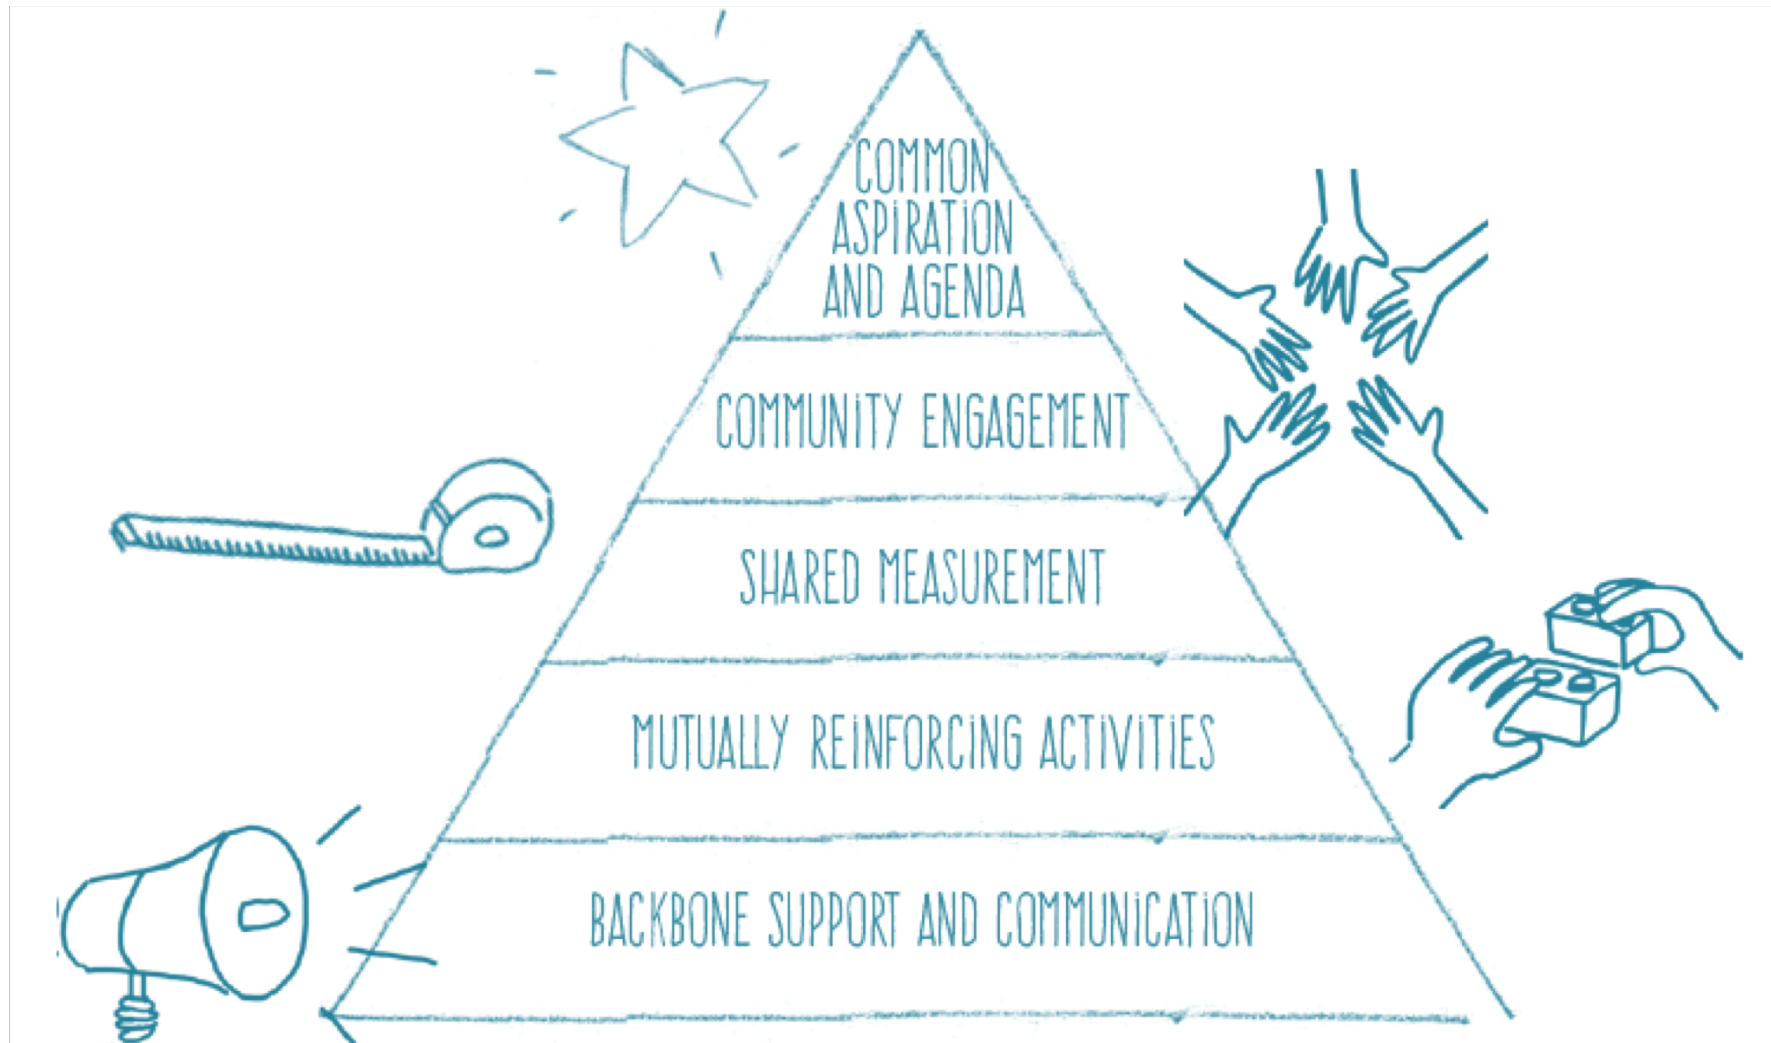 COMMON
ASPIRATION
AND AGENDA
COMMUNITY ENGAGEMENT
SHARED MEASUREMENT
MUTUALLY REINFORCING ACTIVITIES
BACKBONE SUPPORT AND COMMUNICATION